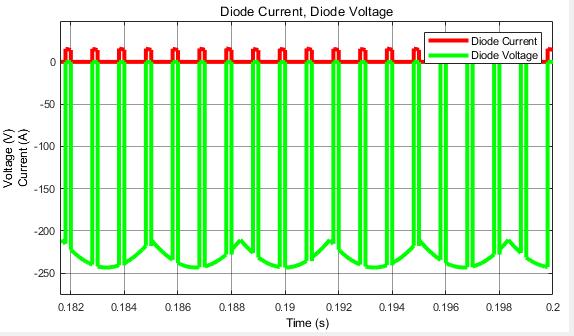 Diode Current, Diode Voltage
Diode Current
Diode Voltage
0
-50
-100
-150
-200
-250
Voltage (V)
Current (A)
0.182 0.184 0.186 0.188 0.19 0.192 0.194 0.196 0.198 0.2
Time (s)